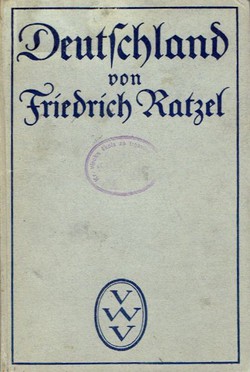 Deutſchland
von
Friedrich Ratzel
V
W
V